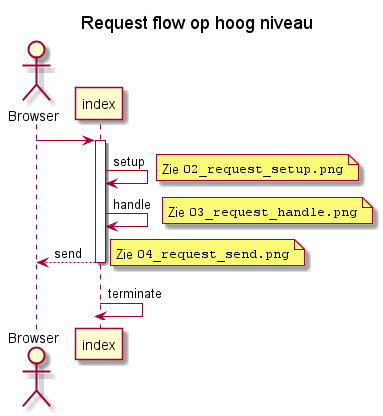 Request flow op hoog niveau
Browser
index
setup
Zie 02_request_setup.png
handle
Zie 03_request_handle.png
send
Zie 04_request_send.png
terminate
Browser
index